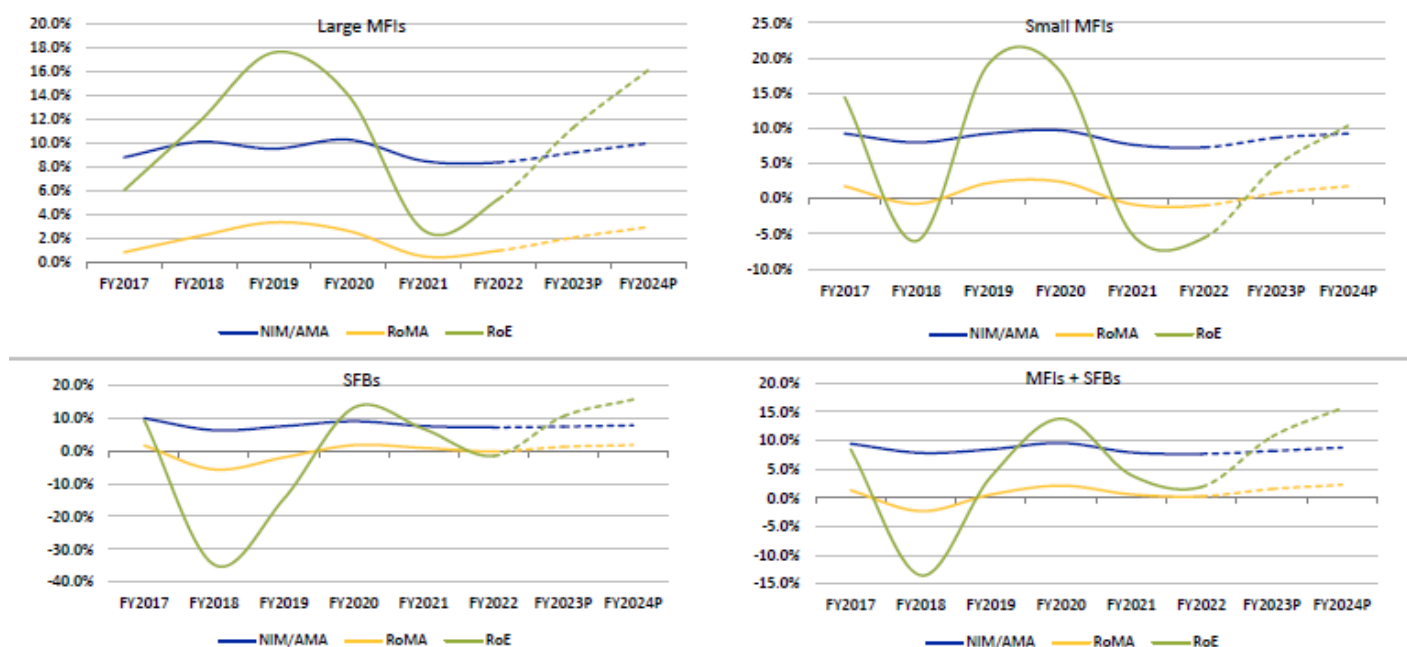 Large MFIs
20.0%
18.0%
16.0%
14.0%
12.0%
10.0%
8.0%
6.0%
4.0%
2.0%
0.0%
FY2017 FY2018 FY2019 FY2020 FY2021 FY2022 FY2023P FY2024P
NIM/AMA RoMA RoE
Small MFIs
25.0%
20.0%
15.0%
10.0%
5.0%
0.0%
-5.0%
-10.0%
FY2017 FY2018 FY2019 FY2020 FY2021 FY2022 FY2023P FY2024P
NIM/AMA RoMA RoE
SFBs
20.0%
10.0%
0.0%
-10.0%
-20.0%
-30.0%
-40.0%
FY2017 FY2018 FY2019 FY2020 FY2021 FY2022 FY2023P FY2024P
NIM/AMA RoMA RoE
MFIs + SFBs
20.0%
15.0%
10.0%
5.0%
0.0%
-5.0%
-10.0%
-15.0%
FY2017 FY2018 FY2019 FY2020 FY2021 FY2022 FY2023P FY2024P
NIM/AMA RoMA RoE